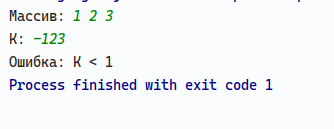 Массив: 1 2 3
К: -123
Ошибка: К < 1
Process finished with exit code 1